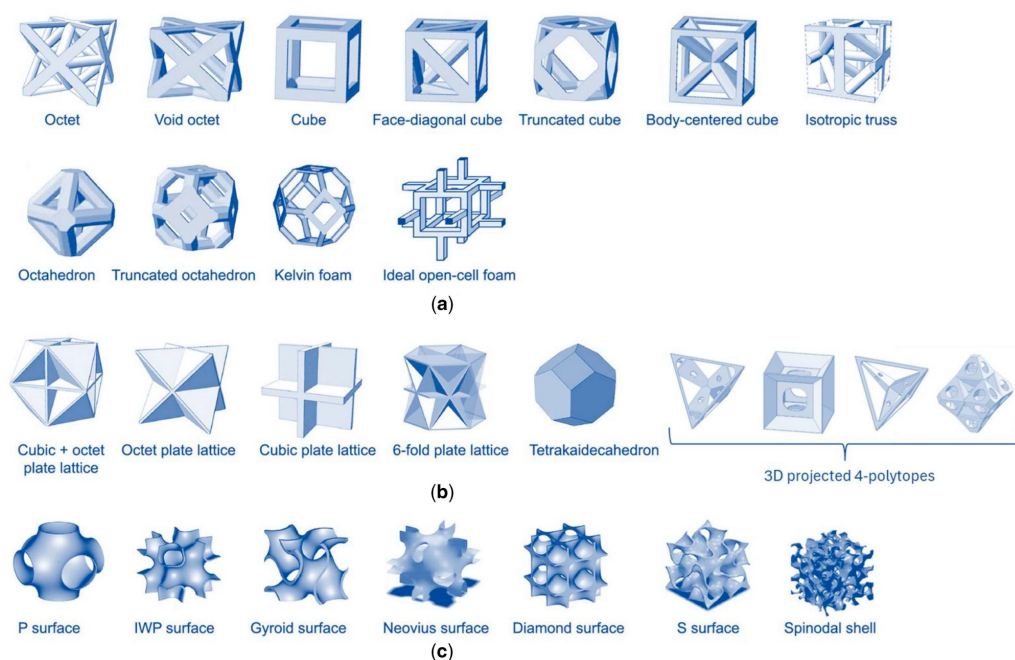 Octet
Void octet
Cube
Face-diagonal cube
Truncated cube
Body-centered cube
Isotropic truss
Octahedron
Truncated octahedron
Kelvin foam
Ideal open-cell foam
(a)
Cubic + octet
plate lattice
Octet plate lattice
Cubic plate lattice
6-fold plate lattice
Tetrakaidecahedron
3D projected 4-polytopes
(b)
P surface
IWP surface
Gyroid surface
Neovius surface
Diamond surface
S surface
Spinodal shell
(c)